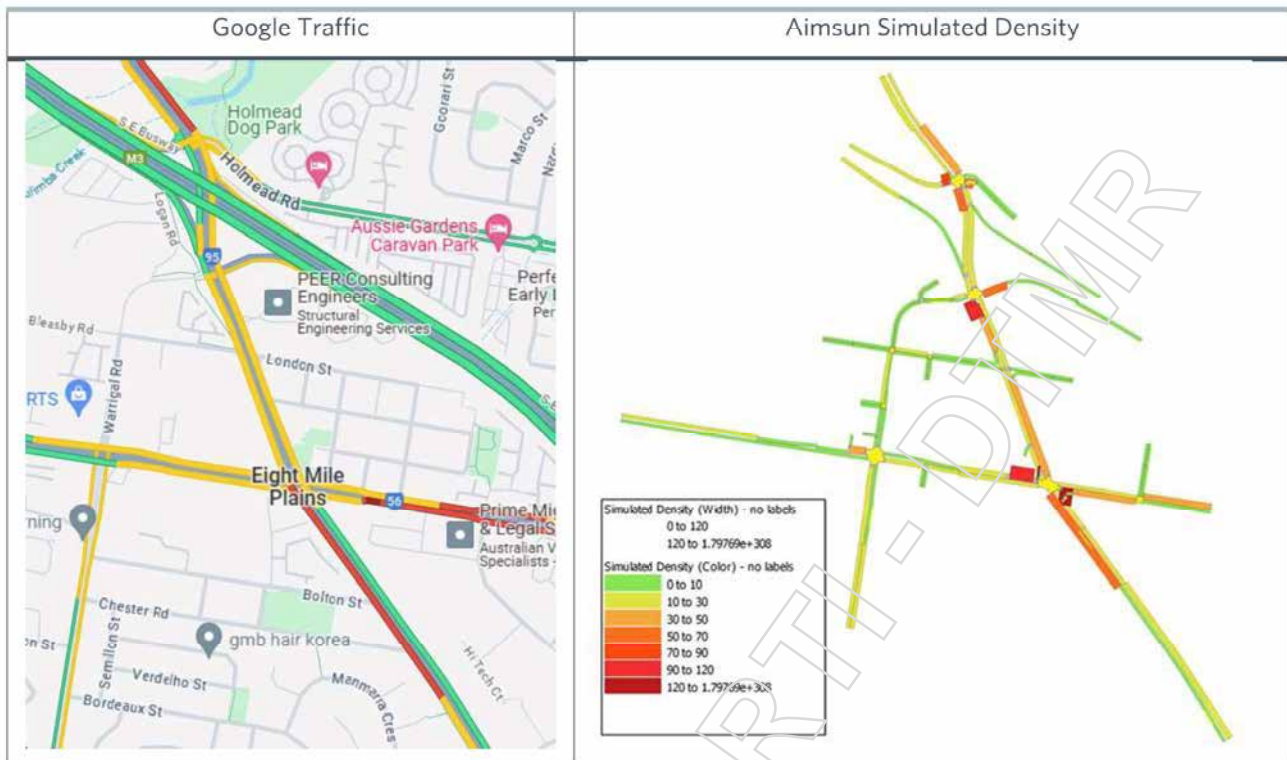 Google Traffic
Aimsun Simulated Density
Holmead
Dog Park
S E Busway
M3
Holmead Rd
Goorari St
Marco St
Logan Rd
Aussie Gardens
Caravan Park
95
PEER Consulting
Engineers
Structural
Engineering Services
Perfe
Early L
Per
Bleasby Rd
London St
S E
RTS
Warrigal Rd
Eight Mile
Plains
56
Prime Mi
& Legal S
Australian V
Specialists -
ning
Chester Rd
Bolton St
on St
Semillon St
gmb hair korea
Verdelho St
Manmarra Cres
Hi Tech Ct
Bordeaux St
Simulated Density (Width) - no labels
0 to 120
120 to 1.79769e+308
Simulated Density (Color) - no labels
0 to 10
10 to 30
30 to 50
50 to 70
70 to 90
90 to 120
120 to 1.79769e+308
RTI - DTMR